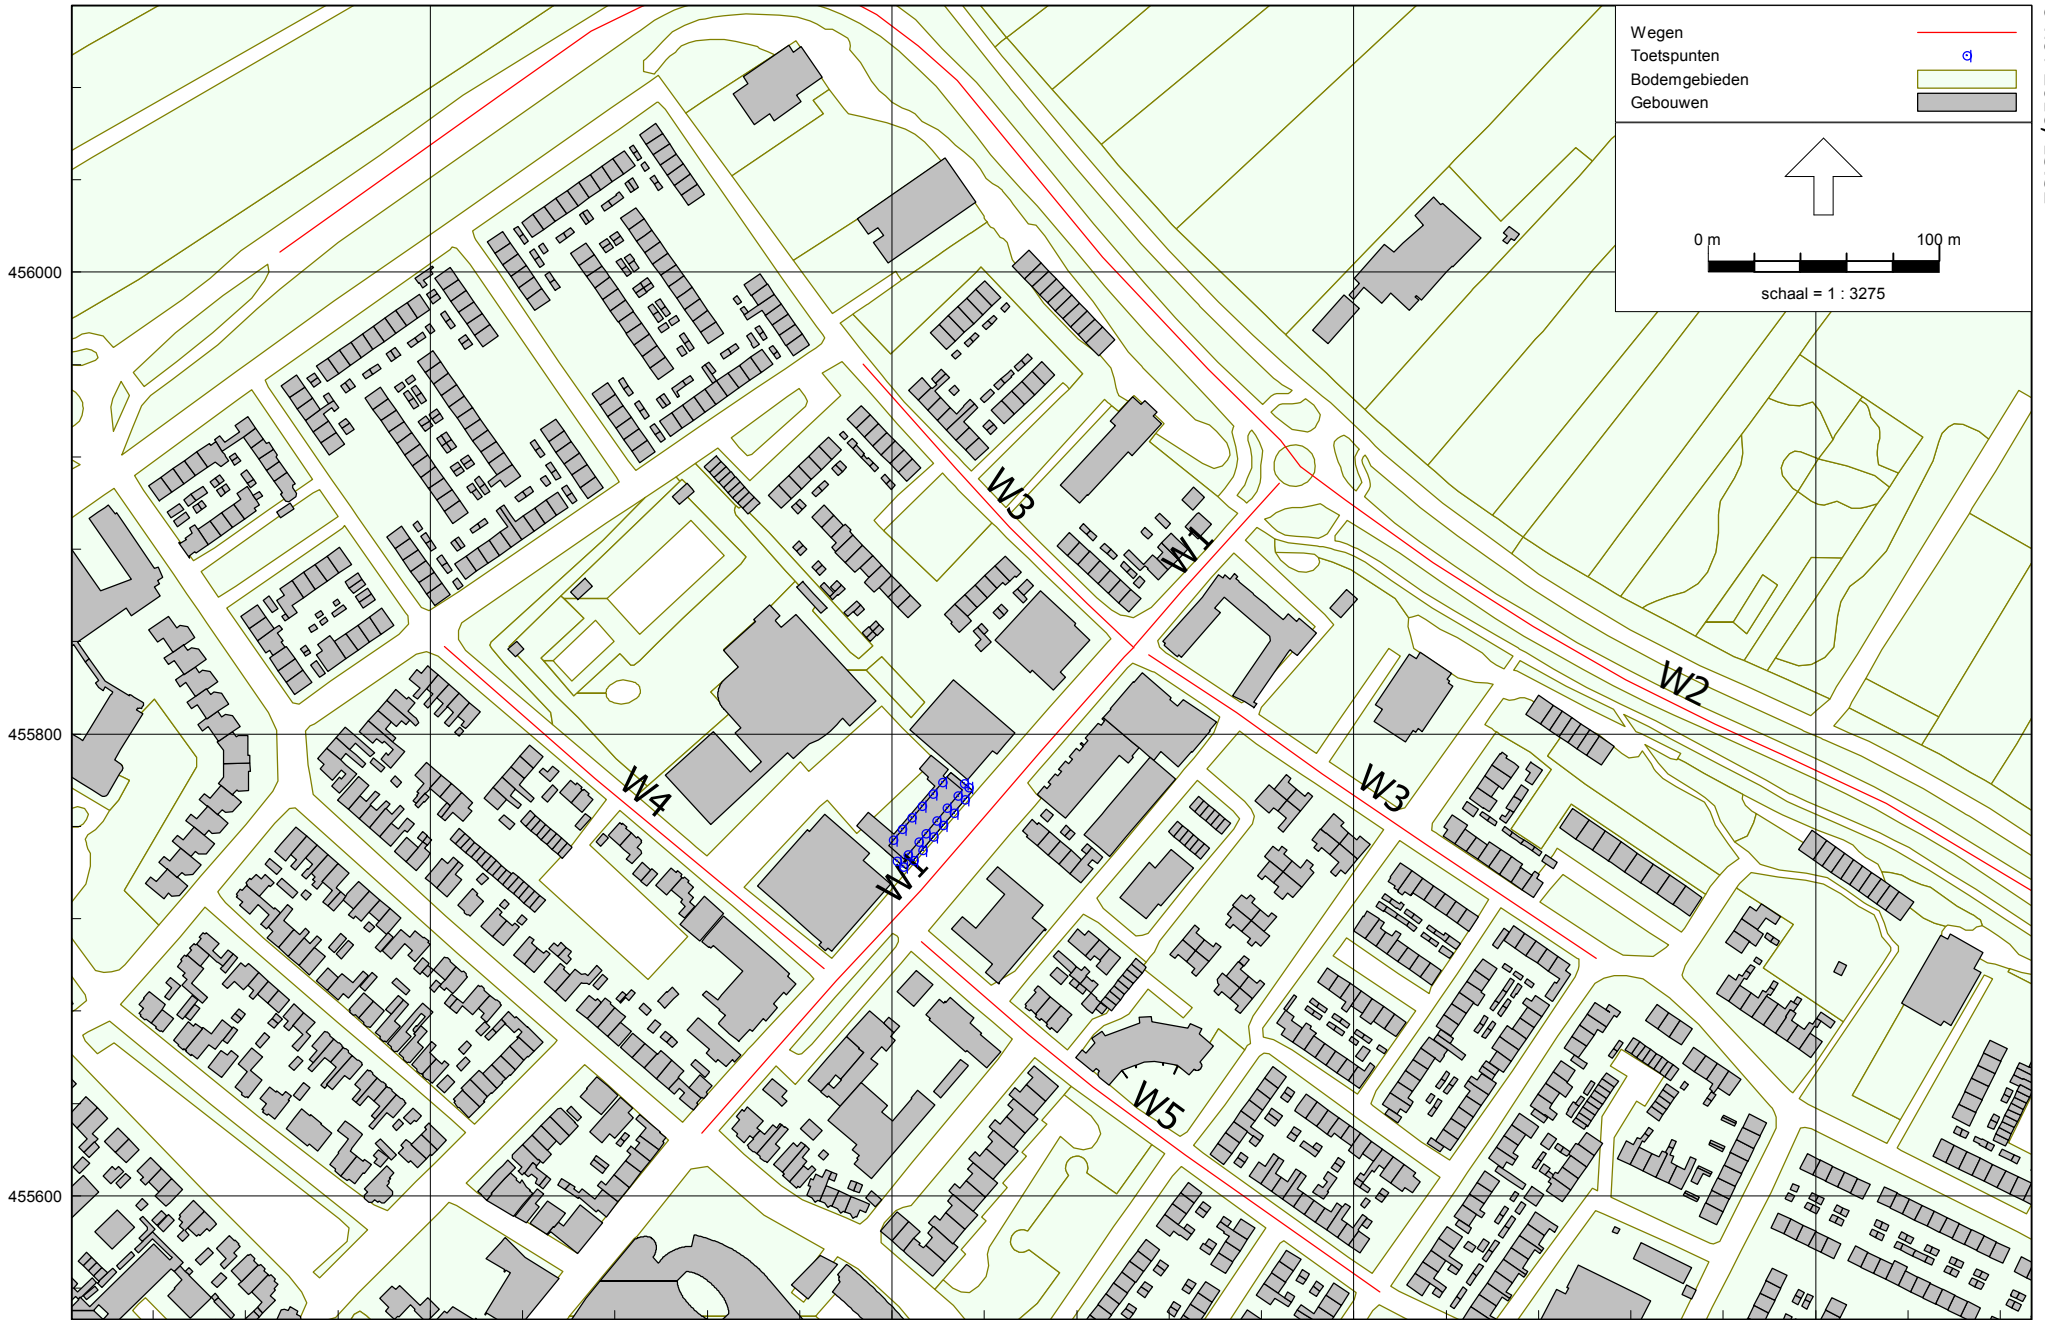 Wegen
Toetspunten
Bodemgebieden
Gebouwen
0 m 100 m
schaal = 1 : 3275
456000
455800
455600
W3
W1
W2
W4
W3
W1
W5